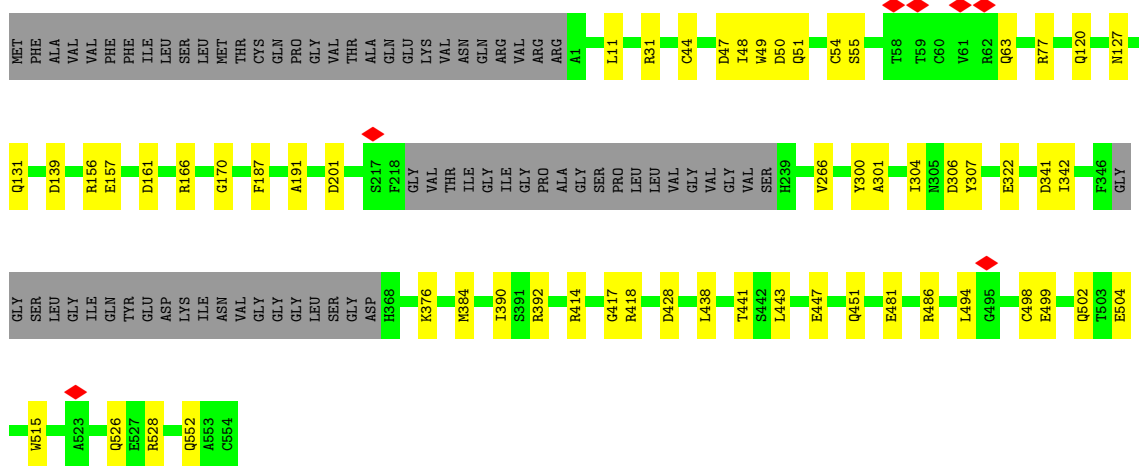 MET PHE ALA VAL VAL PHE PHE ILE LEU SER LEU MET THR CYS GLN PRO GLY VAL THR ALA GLN GLU LYS VAL ASN GLN ARG VAL ARG ARG A1 L11 R31 C44 D47 I48 W49 D50 Q51 C54 S55 T58 T59 C60 V61 R62 Q63 R77 Q120 N127
Q131 D139 R156 E157 D161 R166 G170 F187 A191 D201 S217 F218 GLY VAL THR ILE GLY ILE GLY PRO ALA GLY SER PRO LEU LEU VAL GLY VAL GLY VAL SER H239 V266 Y300 A301 I304 N305 D306 Y307 E322 D341 I342 F346 GLY
GLY SER LEU GLY ILE GLN TYR GLU ASP LYS ILE ASN VAL GLY GLY GLY LEU SER GLY ASP H368 K376 M384 I390 S391 R392 R414 G417 R418 D428 L438 T441 S442 L443 E447 Q451 E481 R486 L494 G495 C498 E499 Q502 T503 E504
W515 A523 Q526 E527 R528 Q552 A553 C554